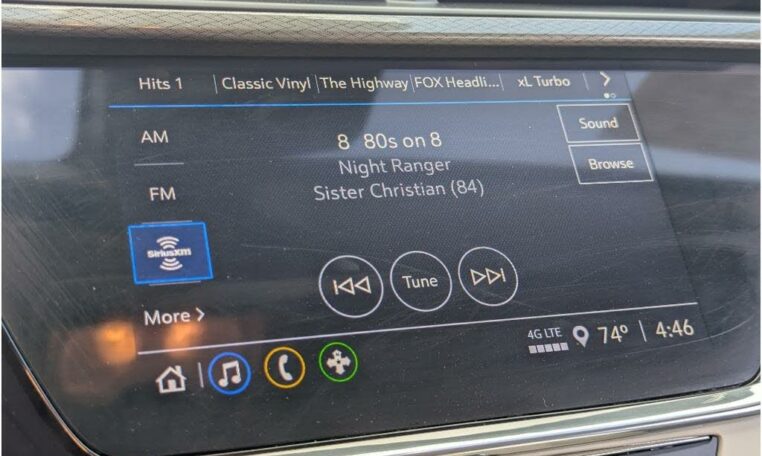 Hits 1 | Classic Vinyl | The Highway | FOX Headli... xL Turbo
AM
8 80s on 8
Sound
Night Ranger
Browse
FM
Sister Christian (84)
SiriusXM
Tune
More
4G LTE
74° | 4:46